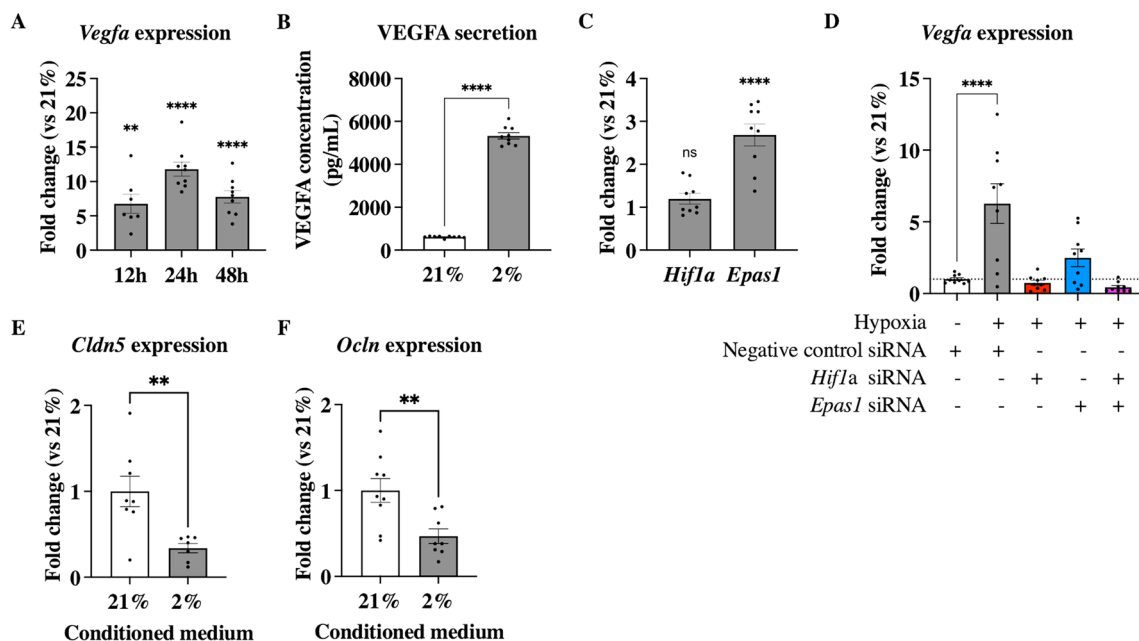 A
Vegfa expression
Fold change (vs 21%)
25
20
15
10
5
0
**
****
****
12h 24h 48h
B
VEGFA secretion
VEGFA concentration
(pg/mL)
8000
6000
4000
2000
0
****
21% 2%
C
Fold change (vs 21%)
4
3
2
1
0
ns
****
Hif1a Epas1
D
Vegfa expression
Fold change (vs 21%)
15
10
5
0
****
Hypoxia - + + + +
Negative control siRNA + + - - -
Hif1a siRNA - - + - +
Epas1 siRNA - - - + +
E
Cldn5 expression
Fold change (vs 21%)
2
1
0
**
21% 2%
Conditioned medium
F
Ocln expression
Fold change (vs 21%)
2
1
0
**
21% 2%
Conditioned medium